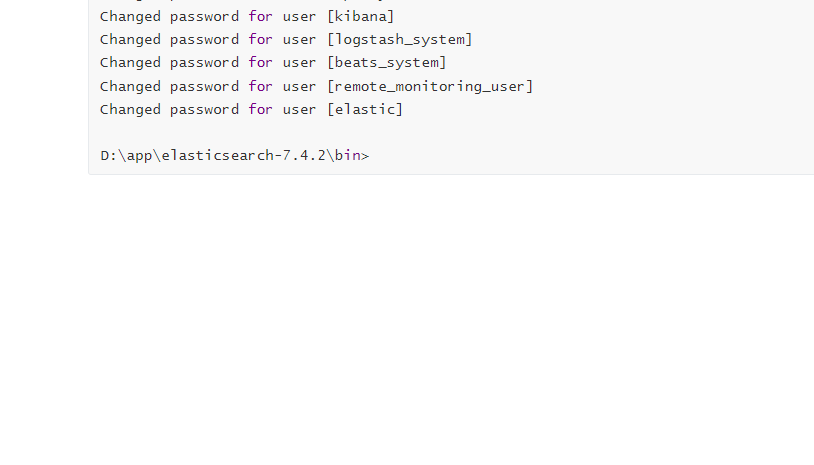 Changed password for user [kibana]
Changed password for user [logstash_system]
Changed password for user [beats_system]
Changed password for user [remote_monitoring_user]
Changed password for user [elastic]
D:\app\elasticsearch-7.4.2\bin>